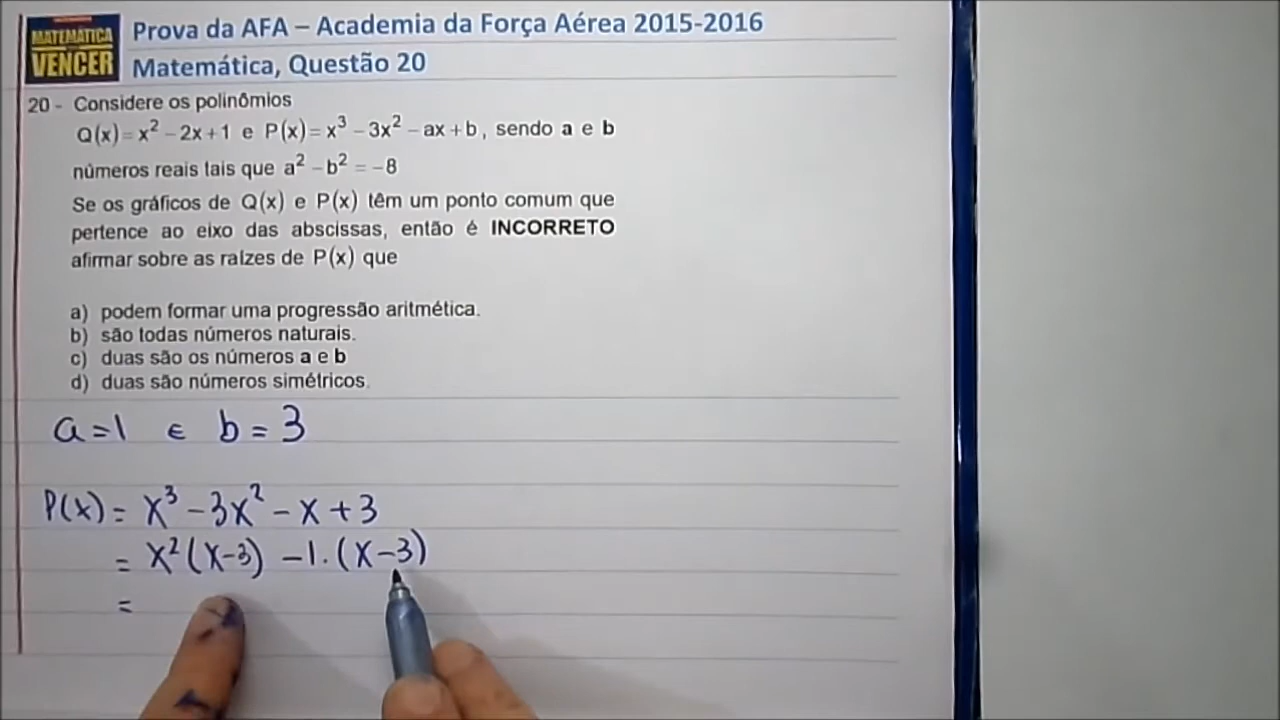 MATEMÁTICA
VENCER
Prova da AFA – Academia da Força Aérea 2015-2016
Matemática, Questão 20
20 - Considere os polinômios
Q(x) = x² – 2x + 1 e P(x) = x³ – 3x² – ax + b, sendo a e b
números reais tais que a² – b² = –8
Se os gráficos de Q(x) e P(x) têm um ponto comum que
pertence ao eixo das abscissas, então é INCORRETO
afirmar sobre as raízes de P(x) que
a) podem formar uma progressão aritmética.
b) são todas números naturais.
c) duas são os números a e b
d) duas são números simétricos.
a = 1 e b = 3
P(x) = x³ – 3x² – x + 3
= x² (x – 3) – 1 . (x – 3)
=